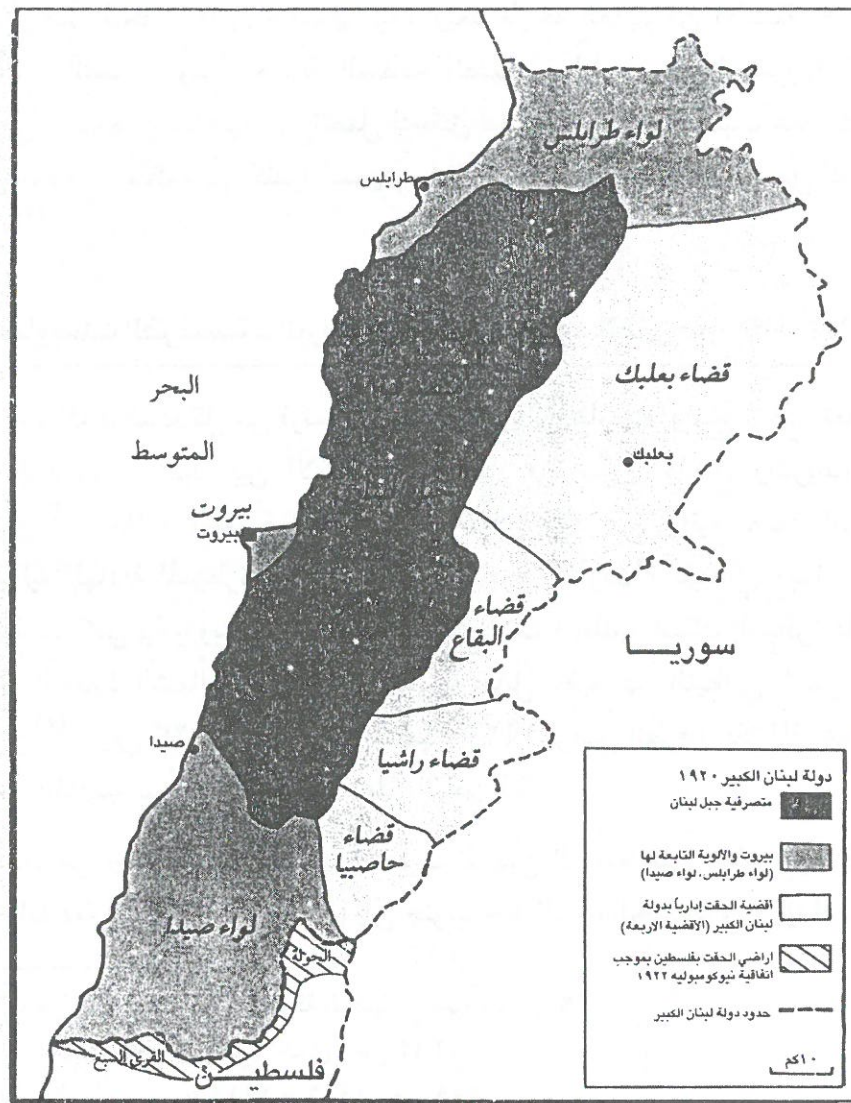 لواء طرابلس
طرابلس
قضاء بعلبك
بعلبك
البحر
المتوسط
بيروت
بيروت
قضاء
البقاع
سوريـــا
صيدا
قضاء راشيا
قضاء
حاصبيا
لواء صيدا
الحولة
القرى السبع
فلسطيـــن
دولة لبنان الكبير ١٩٢٠
متصرفية جبل لبنان
بيروت والألوية التابعة لها
(لواء طرابلس، لواء صيدا)
أقضية الحقت إدارياً بدولة
لبنان الكبير (الأقضية الاربعة)
اراضي الحقت بفلسطين بموجب
اتفاقية نيوكومبوليه ١٩٢٢
حدود دولة لبنان الكبير
١٠كم